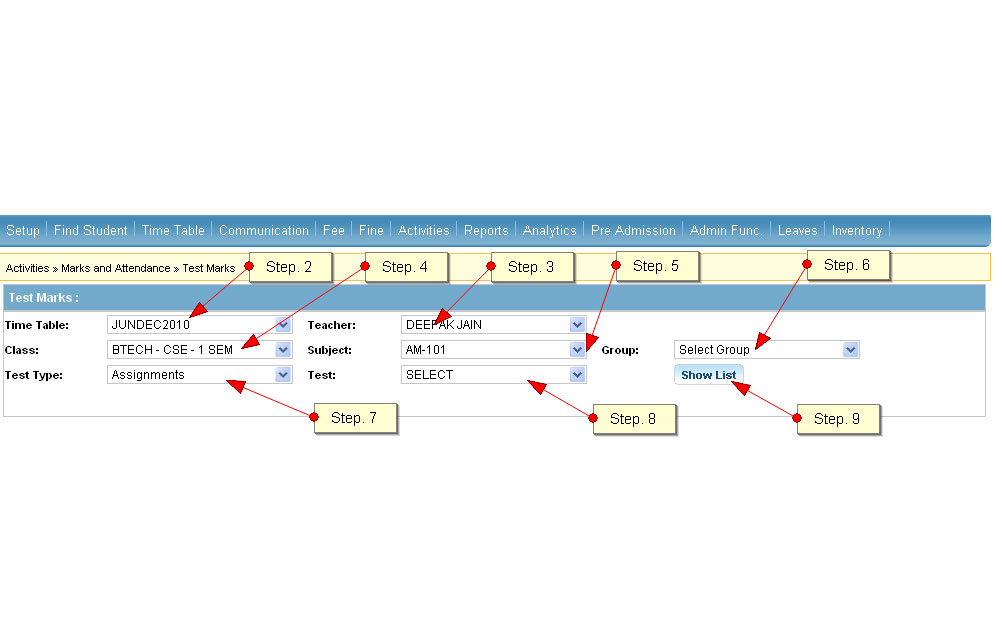 Setup Find Student Time Table Communication Fee Fine Activities Reports Analytics Pre Admission Admin Func. Leaves Inventory
Activities » Marks and Attendance » Test Marks Step. 2 Step. 4 Step. 3 Step. 5 Step. 6
Test Marks :
Time Table: JUNDEC2010 Teacher: DEEPAK JAIN
Class: BTECH - CSE - 1 SEM Subject: AM-101 Group: Select Group
Test Type: Assignments Test: SELECT Show List
Step. 7 Step. 8 Step. 9